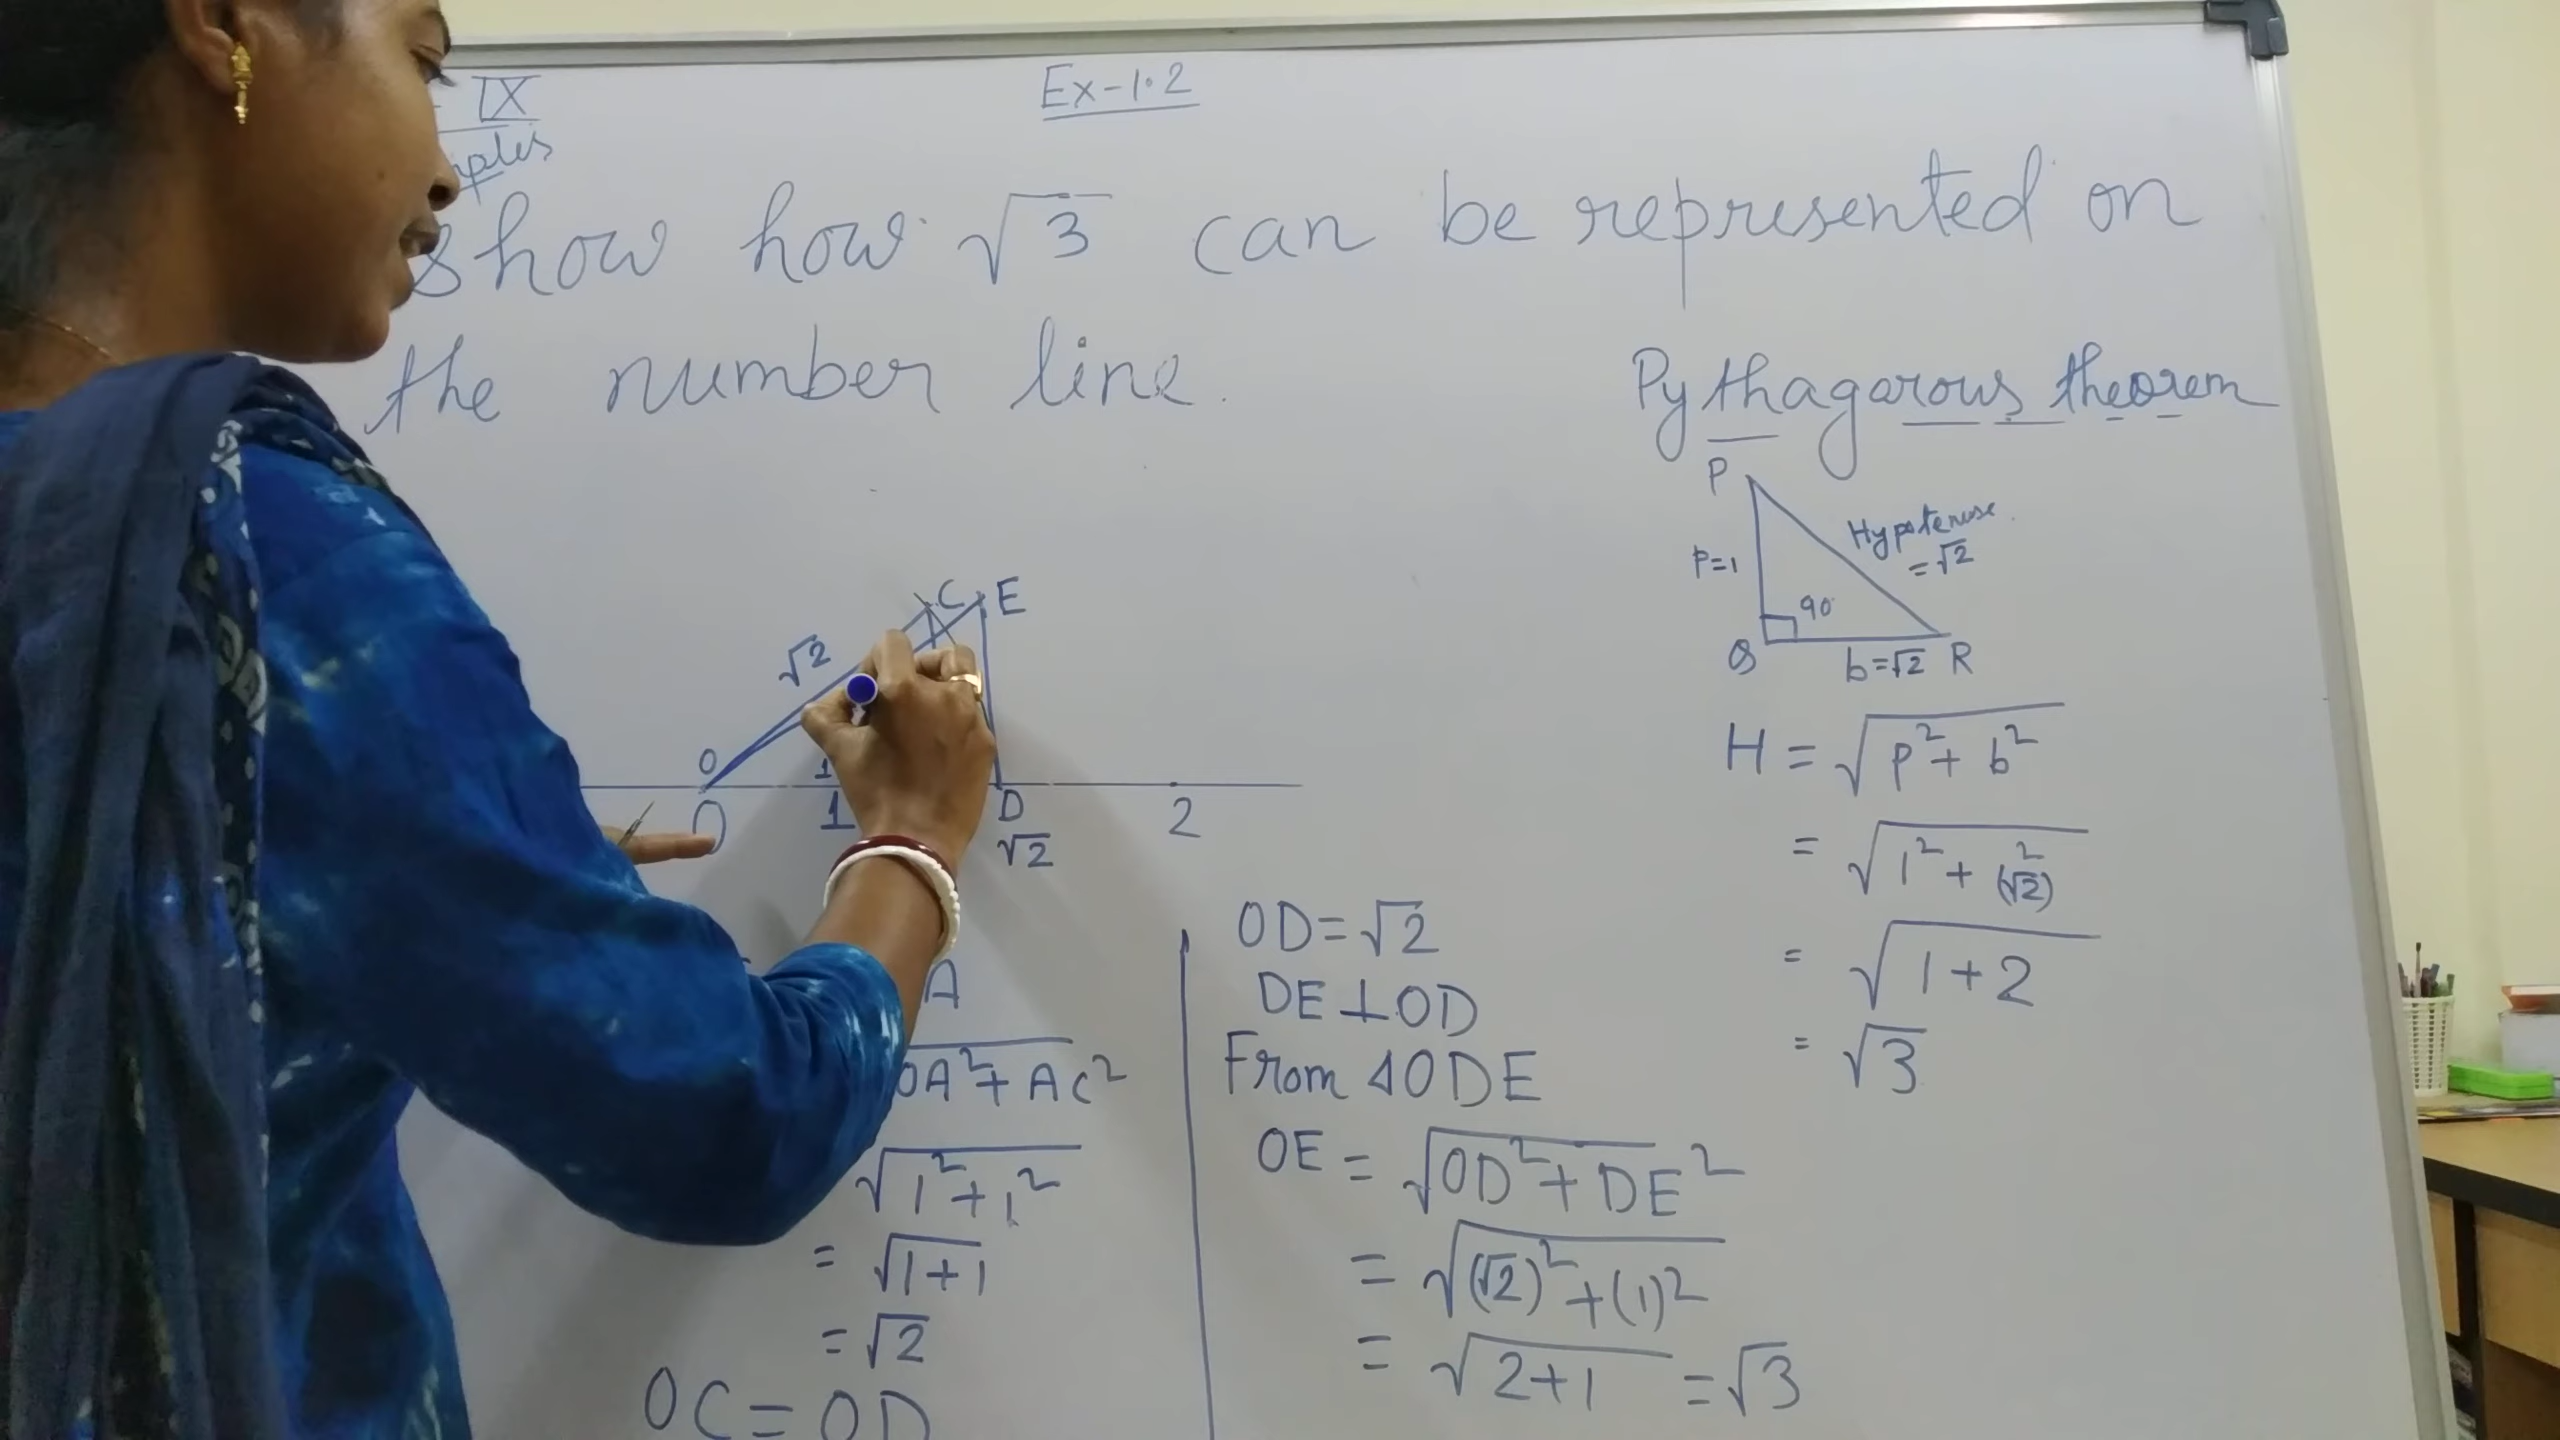 IX
Ex-1.2
Show how √3 can be represented on
the number line.
Pythagarous theorem
P
Hypotenuse
= √2
P=1
90°
Q
b=√2 R
H = √p²+ b²
= √1² + (√2)²
= √1+2
= √3
C E
√2
O
1
O 1 D 2
√2
A
OA²+ AC²
√1²+1²
= √1+1
= √2
OC = OD
OD = √2
DE⊥OD
From △ODE
OE = √OD²+ DE²
= √(√2)²+(1)²
= √2+1 = √3